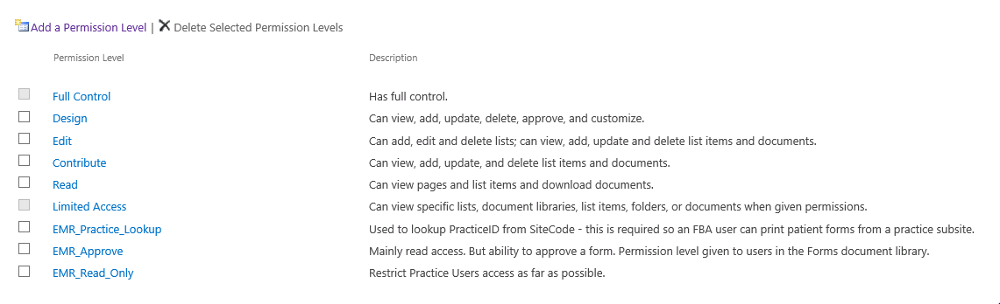 Add a Permission Level | Delete Selected Permission Levels
Permission Level Description
Full Control Has full control.
Design Can view, add, update, delete, approve, and customize.
Edit Can add, edit and delete lists; can view, add, update and delete list items and documents.
Contribute Can view, add, update, and delete list items and documents.
Read Can view pages and list items and download documents.
Limited Access Can view specific lists, document libraries, list items, folders, or documents when given permissions.
EMR_Practice_Lookup Used to lookup PracticeID from SiteCode - this is required so an FBA user can print patient forms from a practice subsite.
EMR_Approve Mainly read access. But ability to approve a form. Permission level given to users in the Forms document library.
EMR_Read_Only Restrict Practice Users access as far as possible.